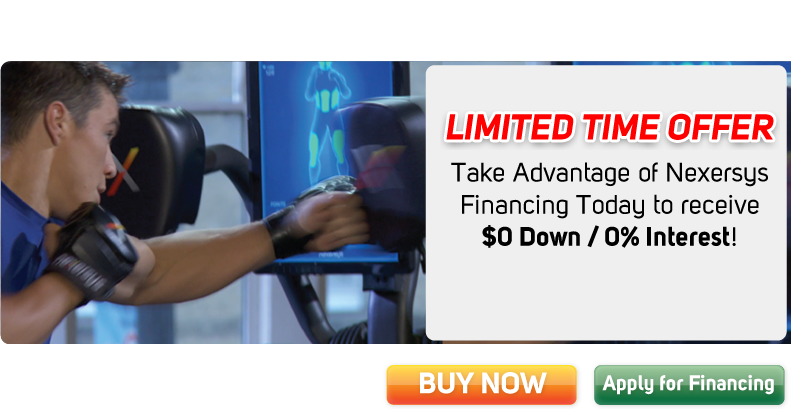 LIMITED TIME OFFER
Take Advantage of Nexersys
Financing Today to receive
$0 Down / 0% Interest!
BUY NOW
Apply for Financing